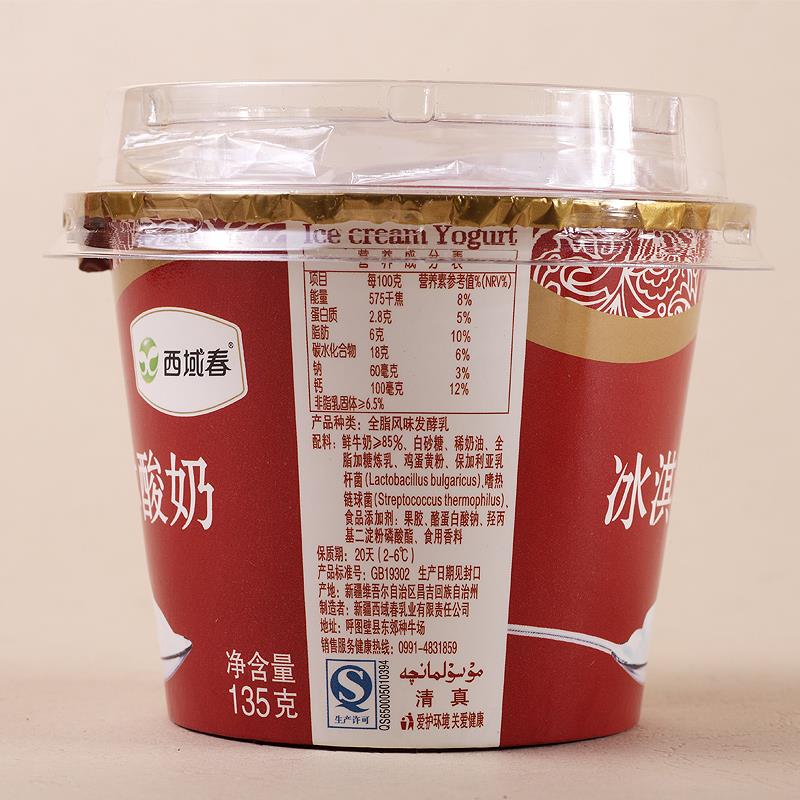 Ice cream Yogurt
营养成分表
项目 每100克 营养素参考值%(NRV%)
能量 575千焦 8%
蛋白质 2.8克 5%
脂肪 6克 10%
碳水化合物 18克 6%
钠 60毫克 3%
钙 100毫克 12%
非脂乳固体≥6.5%
产品种类：全脂风味发酵乳
配料：鲜牛奶≥85%、白砂糖、稀奶油、全
脂加糖炼乳、鸡蛋黄粉、保加利亚乳
杆菌(Lactobacillus bulgaricus)、嗜热
链球菌(Streptococcus thermophilus)、
食品添加剂：果胶、酪蛋白酸钠、羟丙
基二淀粉磷酸酯、食用香料
保质期：20天(2-6℃)
产品标准号：GB19302 生产日期见封口
产地：新疆维吾尔自治区昌吉回族自治州
制造者：新疆西域春乳业有限责任公司
地址：呼图壁县东郊种牛场
销售服务健康热线：0991-4831859
QS
生产许可
QS650005010394
مۇسۇلمانچە
清真
爱护环境 关爱健康
西域春®
酸奶
净含量
135克
冰淇